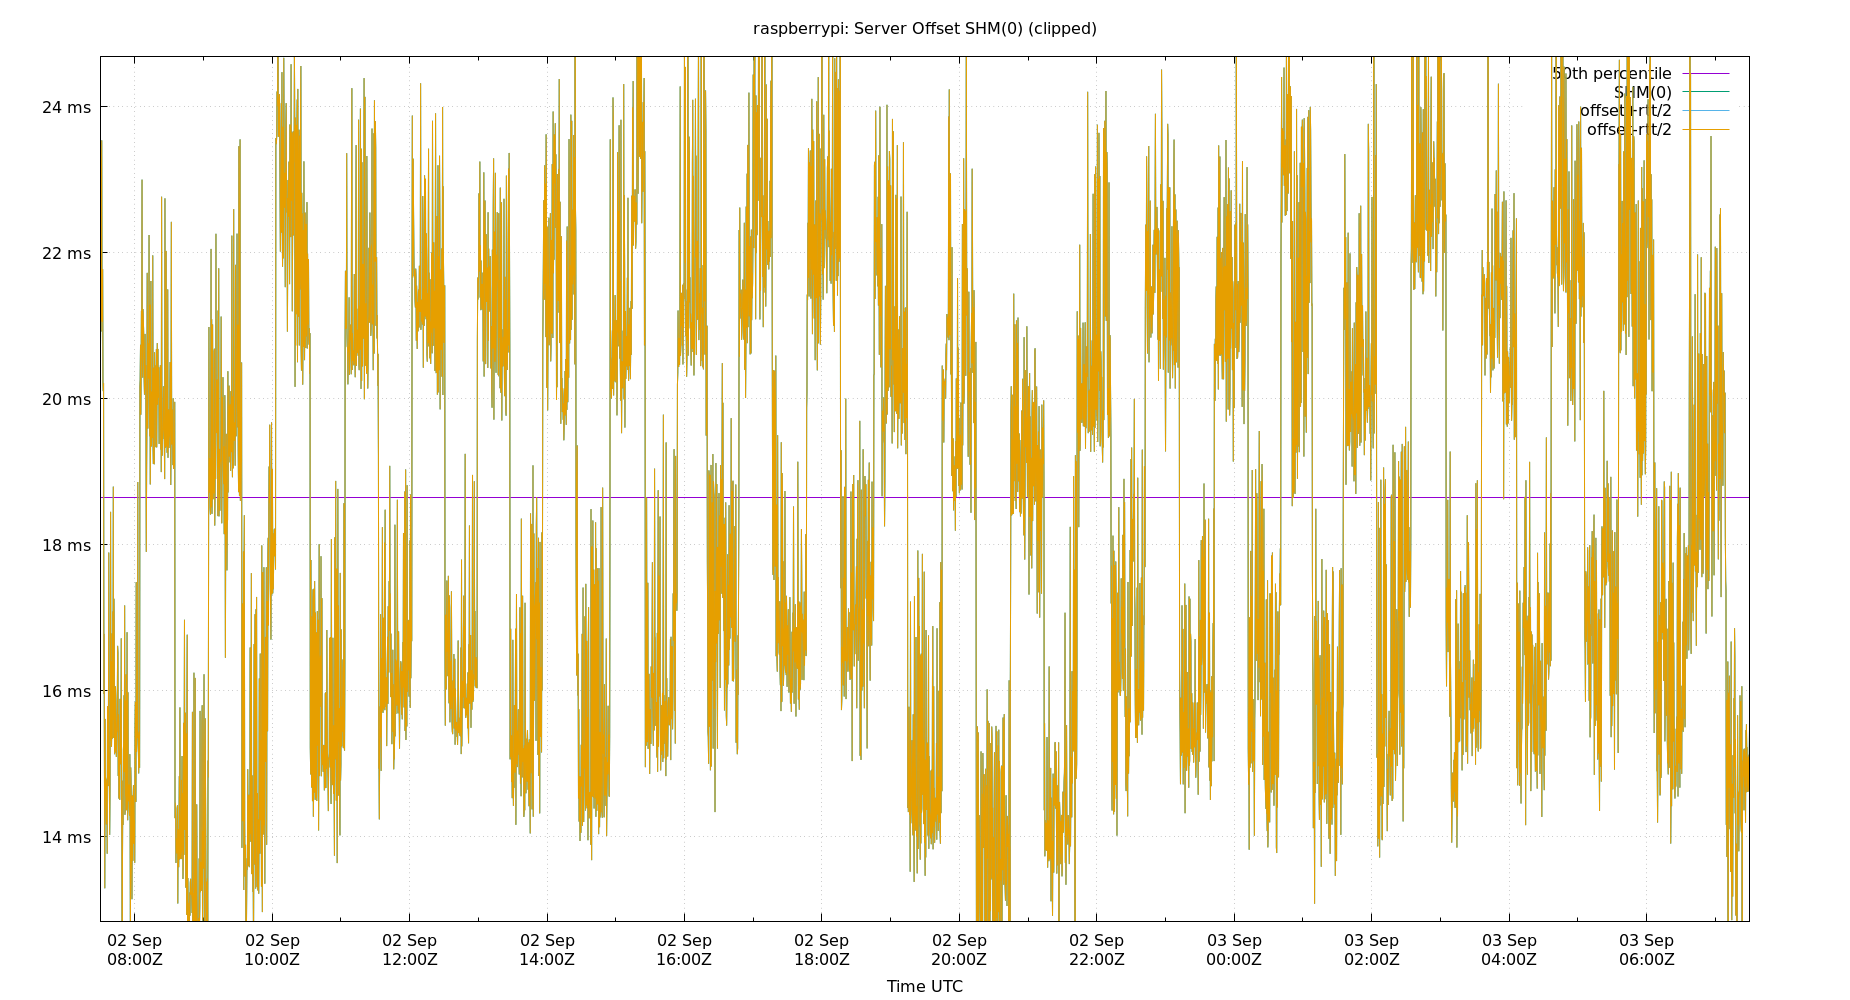 raspberrypi: Server Offset SHM(0) (clipped)
50th percentile
SHM(0)
offset+rtt/2
offset-rtt/2
24 ms
22 ms
20 ms
18 ms
16 ms
14 ms
02 Sep 02 Sep 02 Sep 02 Sep 02 Sep 02 Sep 02 Sep 02 Sep 03 Sep 03 Sep 03 Sep 03 Sep
08:00Z 10:00Z 12:00Z 14:00Z 16:00Z 18:00Z 20:00Z 22:00Z 00:00Z 02:00Z 04:00Z 06:00Z
Time UTC